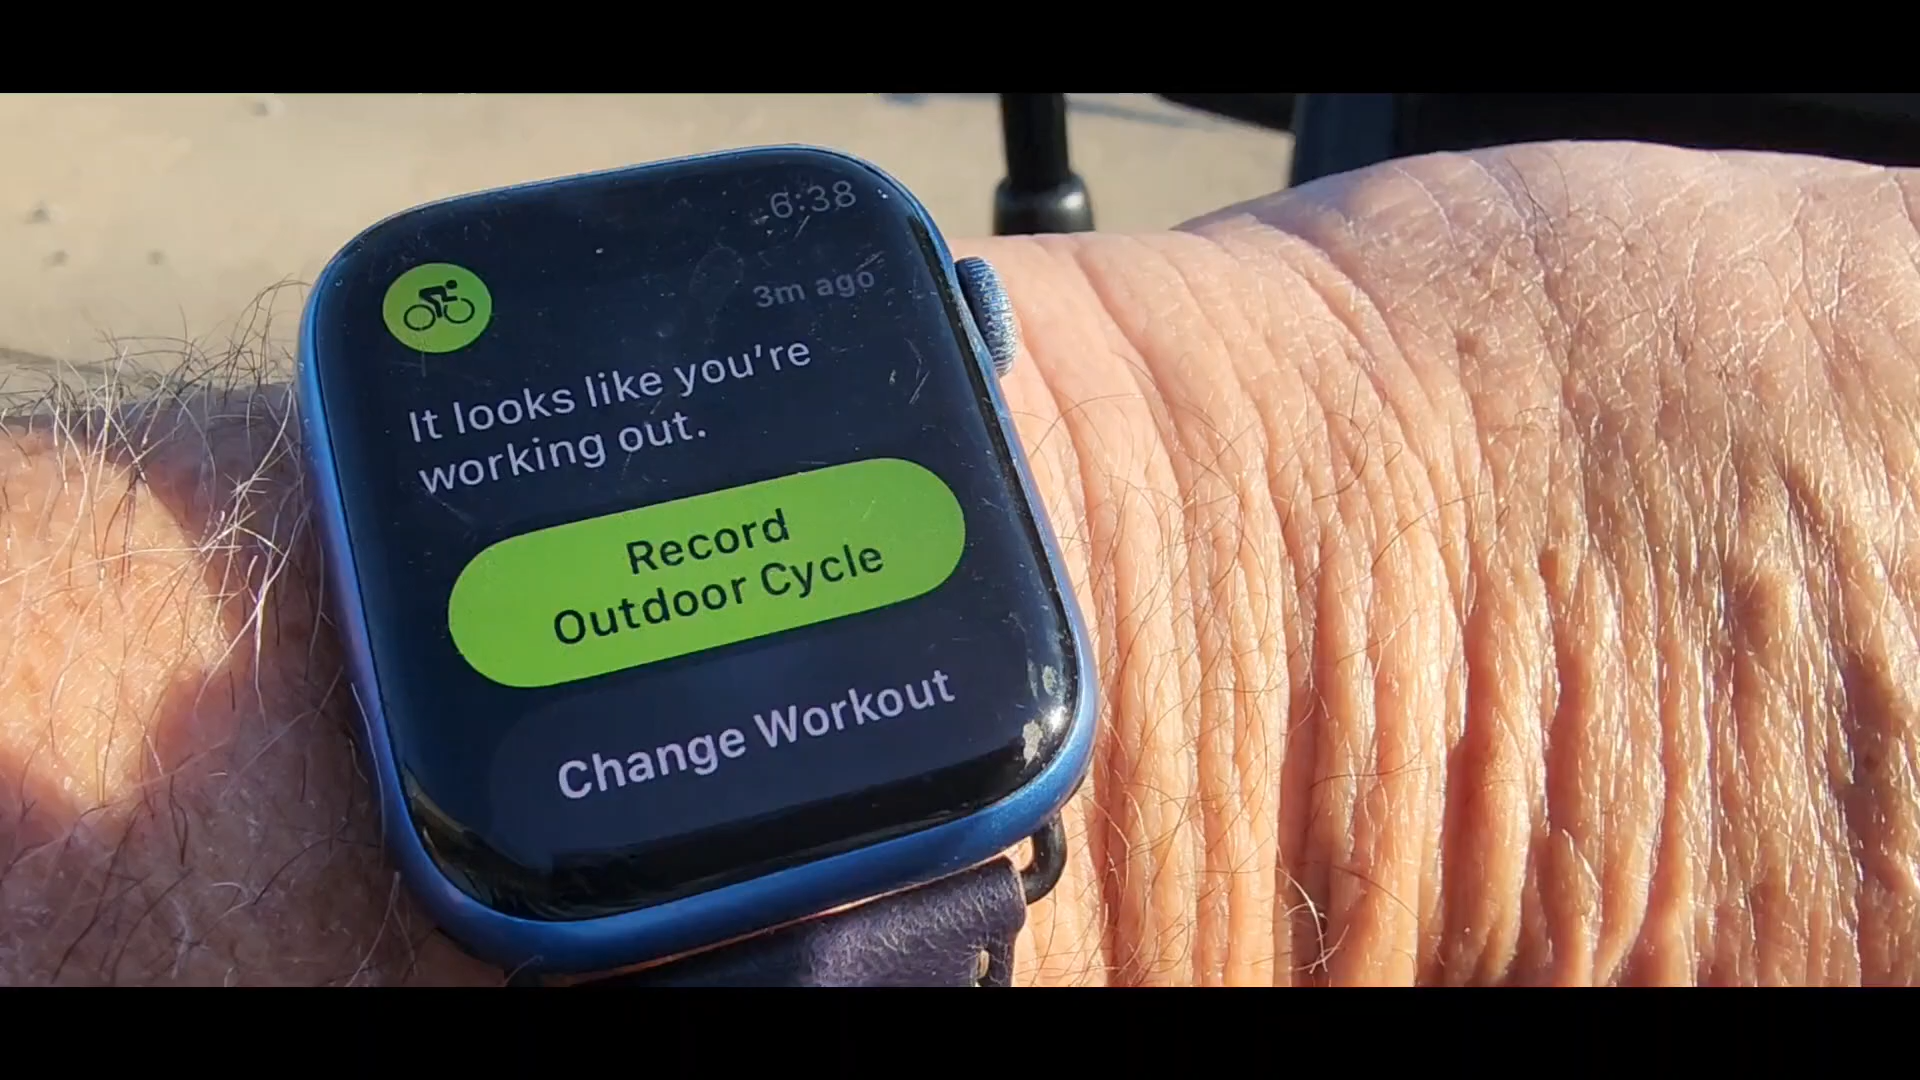 6:38
3m ago
It looks like you're
working out.
Record
Outdoor Cycle
Change Workout